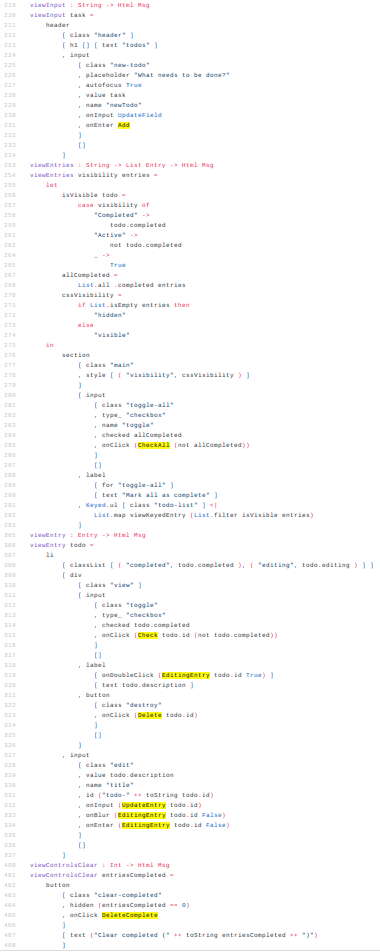 219 viewInput : String -> Html Msg
220 viewInput task =
221 header
222 [ class "header" ]
223 [ h1 [] [ text "todos" ]
224 , input
225 [ class "new-todo"
226 , placeholder "What needs to be done?"
227 , autofocus True
228 , value task
229 , name "newTodo"
230 , onInput UpdateField
231 , onEnter Add
232 ]
233 []
234 ]
253 viewEntries : String -> List Entry -> Html Msg
254 viewEntries visibility entries =
255 let
256 isVisible todo =
257 case visibility of
258 "Completed" ->
259 todo.completed
261 "Active" ->
262 not todo.completed
264 _ ->
265 True
267 allCompleted =
268 List.all .completed entries
270 cssVisibility =
271 if List.isEmpty entries then
272 "hidden"
273 else
274 "visible"
275 in
276 section
277 [ class "main"
278 , style [ ( "visibility", cssVisibility ) ]
279 ]
280 [ input
281 [ class "toggle-all"
282 , type_ "checkbox"
283 , name "toggle"
284 , checked allCompleted
285 , onClick (CheckAll (not allCompleted))
286 ]
287 []
288 , label
289 [ for "toggle-all" ]
290 [ text "Mark all as complete" ]
291 , Keyed.ul [ class "todo-list" ] <|
292 List.map viewKeyedEntry (List.filter isVisible entries)
293 ]
305 viewEntry : Entry -> Html Msg
306 viewEntry todo =
307 li
308 [ classList [ ( "completed", todo.completed ), ( "editing", todo.editing ) ] ]
309 [ div
310 [ class "view" ]
311 [ input
312 [ class "toggle"
313 , type_ "checkbox"
314 , checked todo.completed
315 , onClick (Check todo.id (not todo.completed))
316 ]
317 []
318 , label
319 [ onDoubleClick (EditingEntry todo.id True) ]
320 [ text todo.description ]
321 , button
322 [ class "destroy"
323 , onClick (Delete todo.id)
324 ]
325 []
326 ]
327 , input
328 [ class "edit"
329 , value todo.description
330 , name "title"
331 , id ("todo-" ++ toString todo.id)
332 , onInput (UpdateEntry todo.id)
333 , onBlur (EditingEntry todo.id False)
334 , onEnter (EditingEntry todo.id False)
335 ]
336 []
337 ]
400 viewControlsClear : Int -> Html Msg
401 viewControlsClear entriesCompleted =
402 button
403 [ class "clear-completed"
404 , hidden (entriesCompleted == 0)
405 , onClick DeleteComplete
406 ]
407 [ text ("Clear completed (" ++ toString entriesCompleted ++ ")")
408 ]